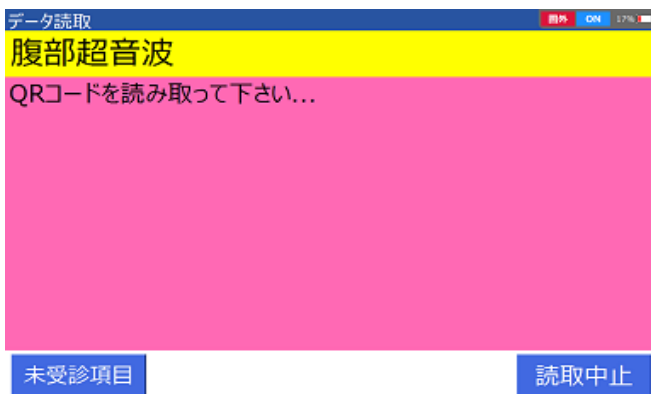 データ読取
圏外 ON 17%
腹部超音波
QRコードを読み取って下さい...
未受診項目
読取中止